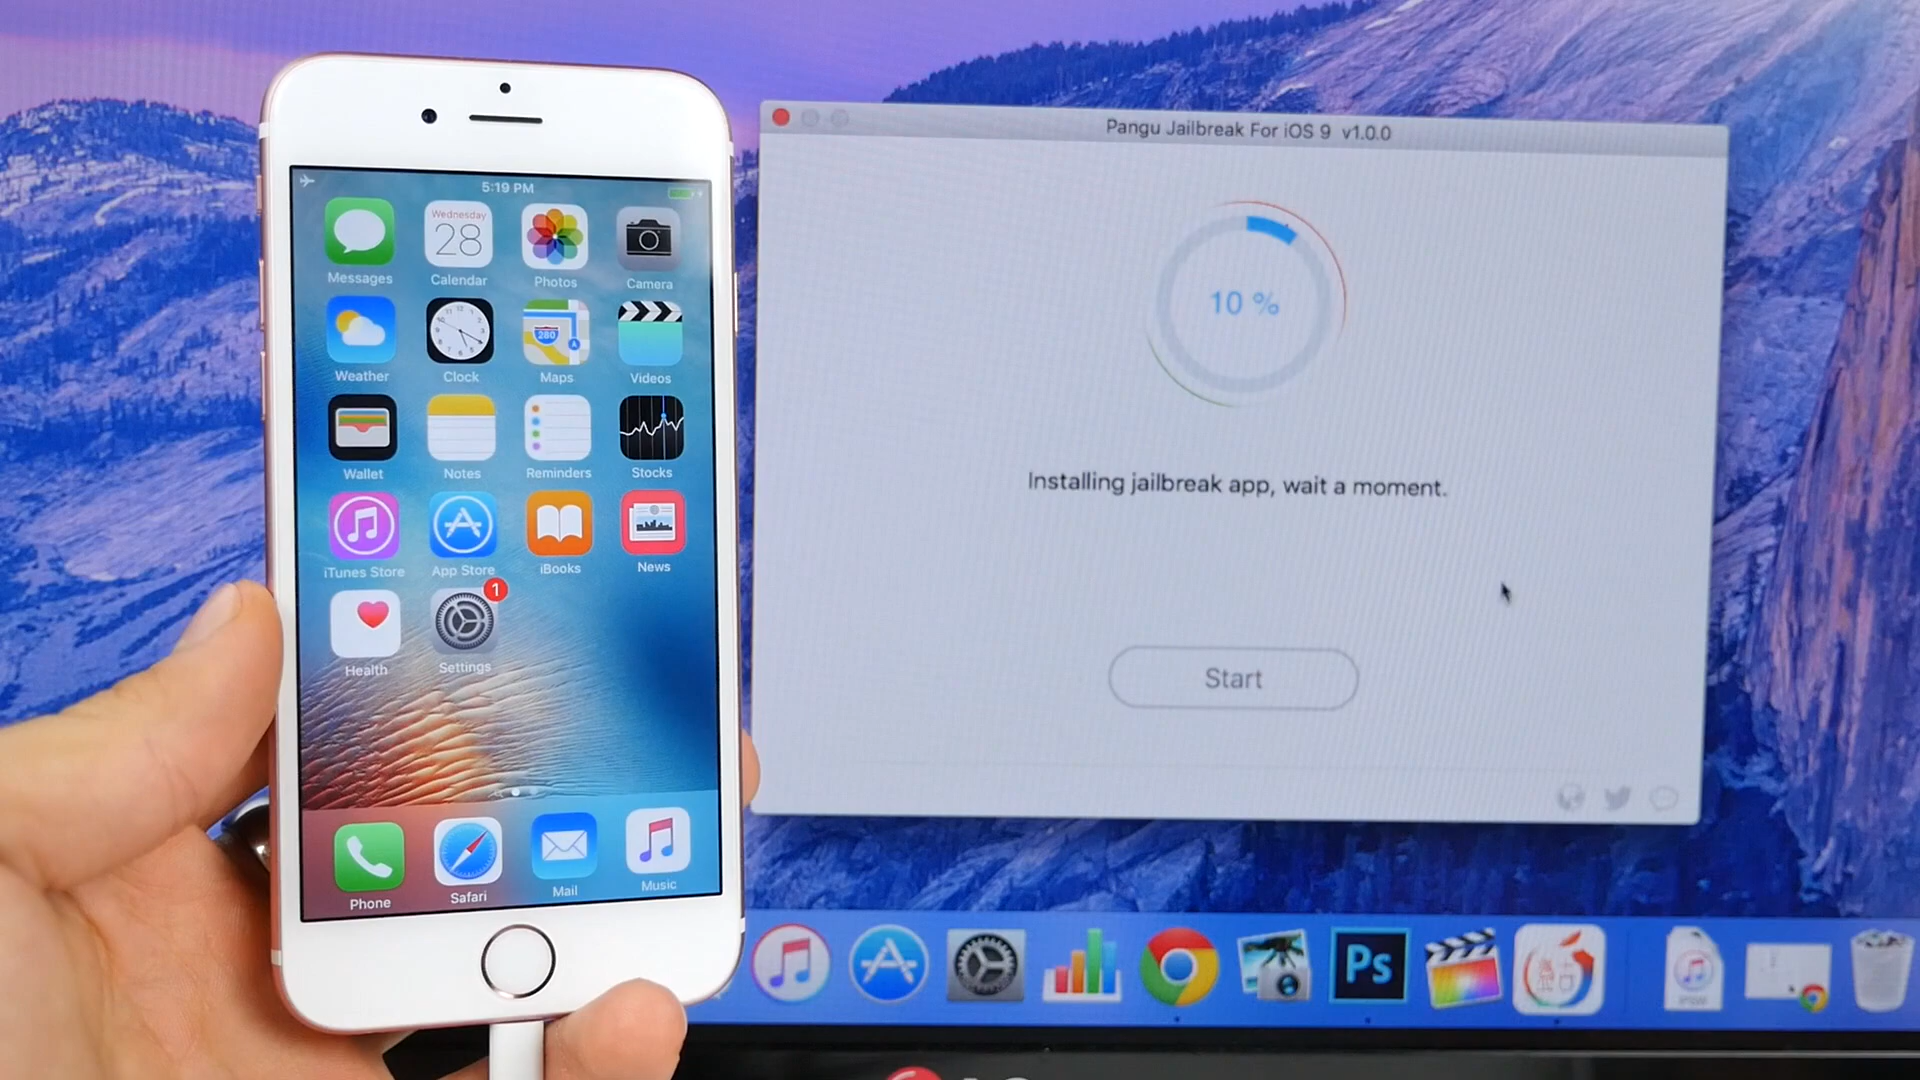 5:19 PM
Messages
Wednesday
28
Calendar
Photos
Camera
Weather
Clock
280
Maps
Videos
Wallet
Notes
Reminders
Stocks
iTunes Store
App Store
iBooks
News
Health
1
Settings
Phone
Safari
Mail
Music
Pangu Jailbreak For iOS 9 v1.0.0
10 %
Installing jailbreak app, wait a moment.
Start
Ps